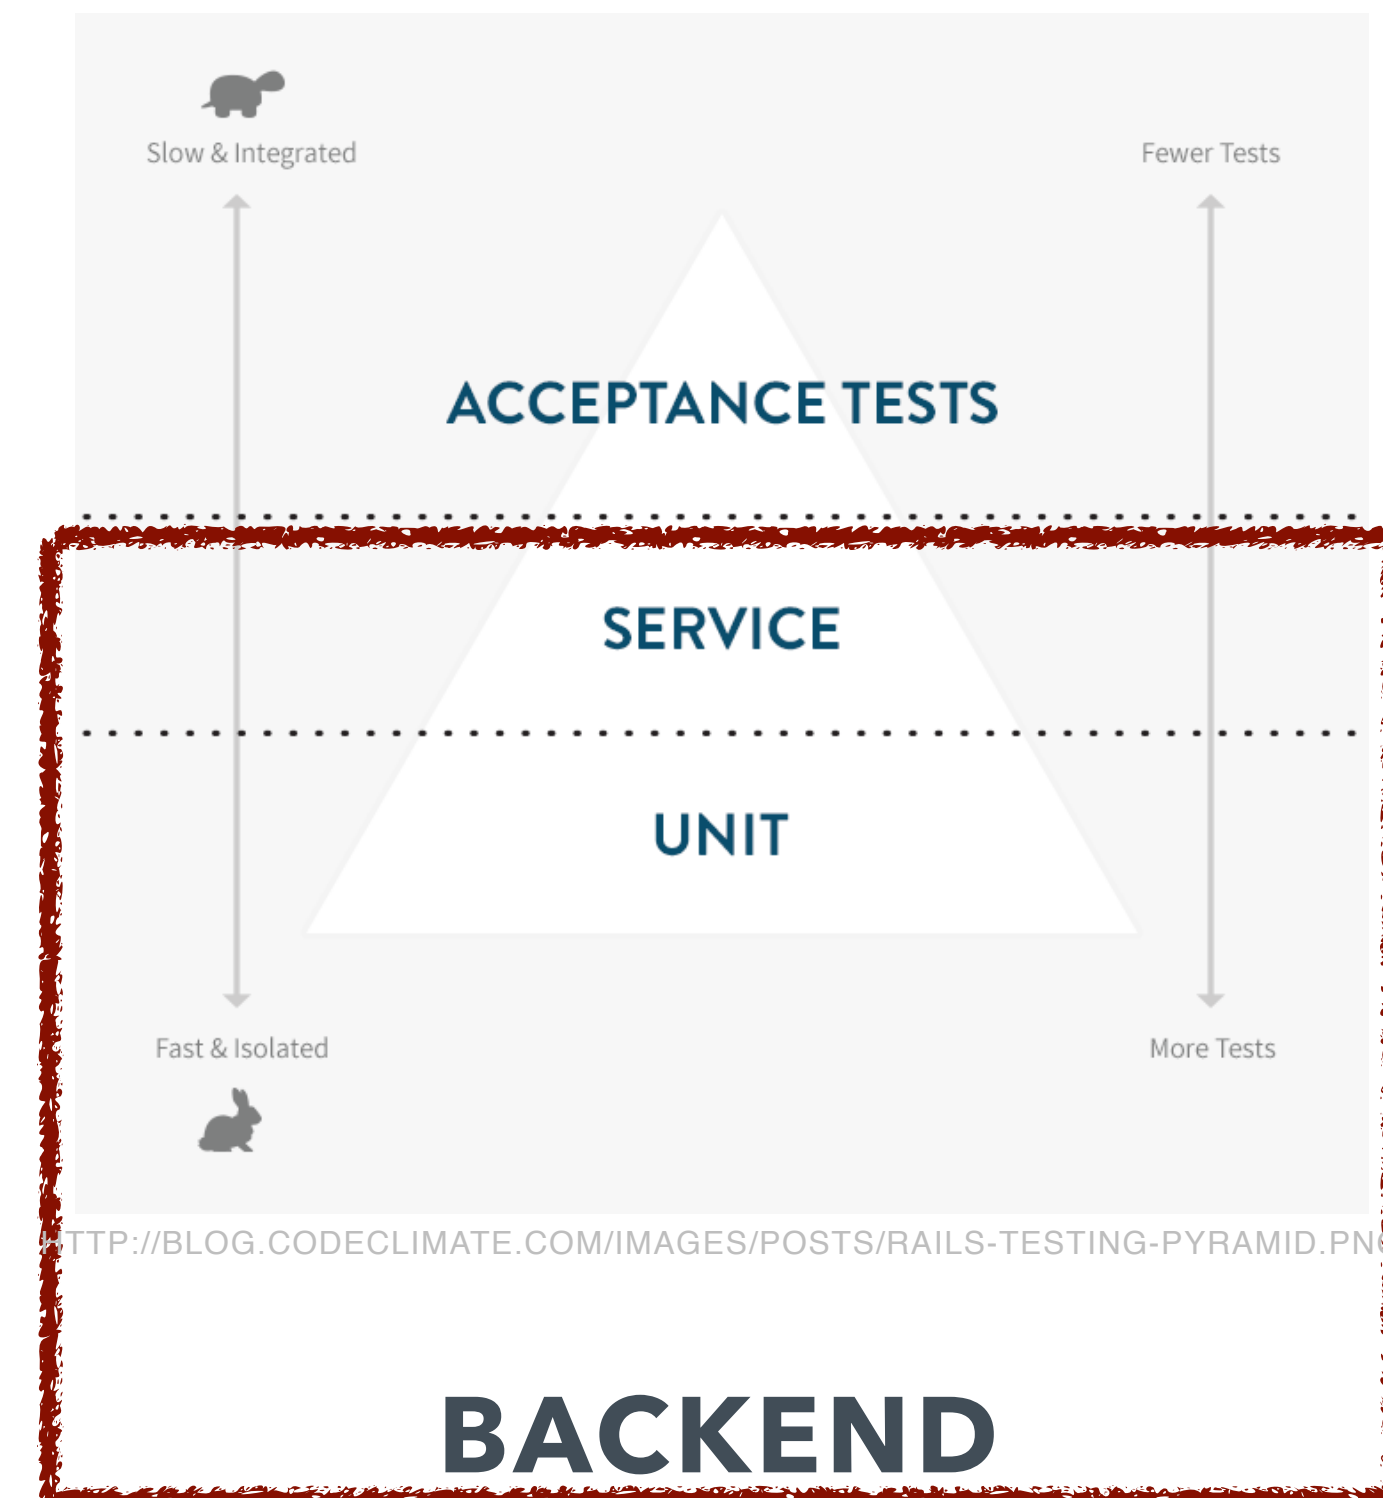 Slow & Integrated
Fewer Tests
ACCEPTANCE TESTS
SERVICE
UNIT
Fast & Isolated
More Tests
HTTP://BLOG.CODECLIMATE.COM/IMAGES/POSTS/RAILS-TESTING-PYRAMID.PNG
BACKEND